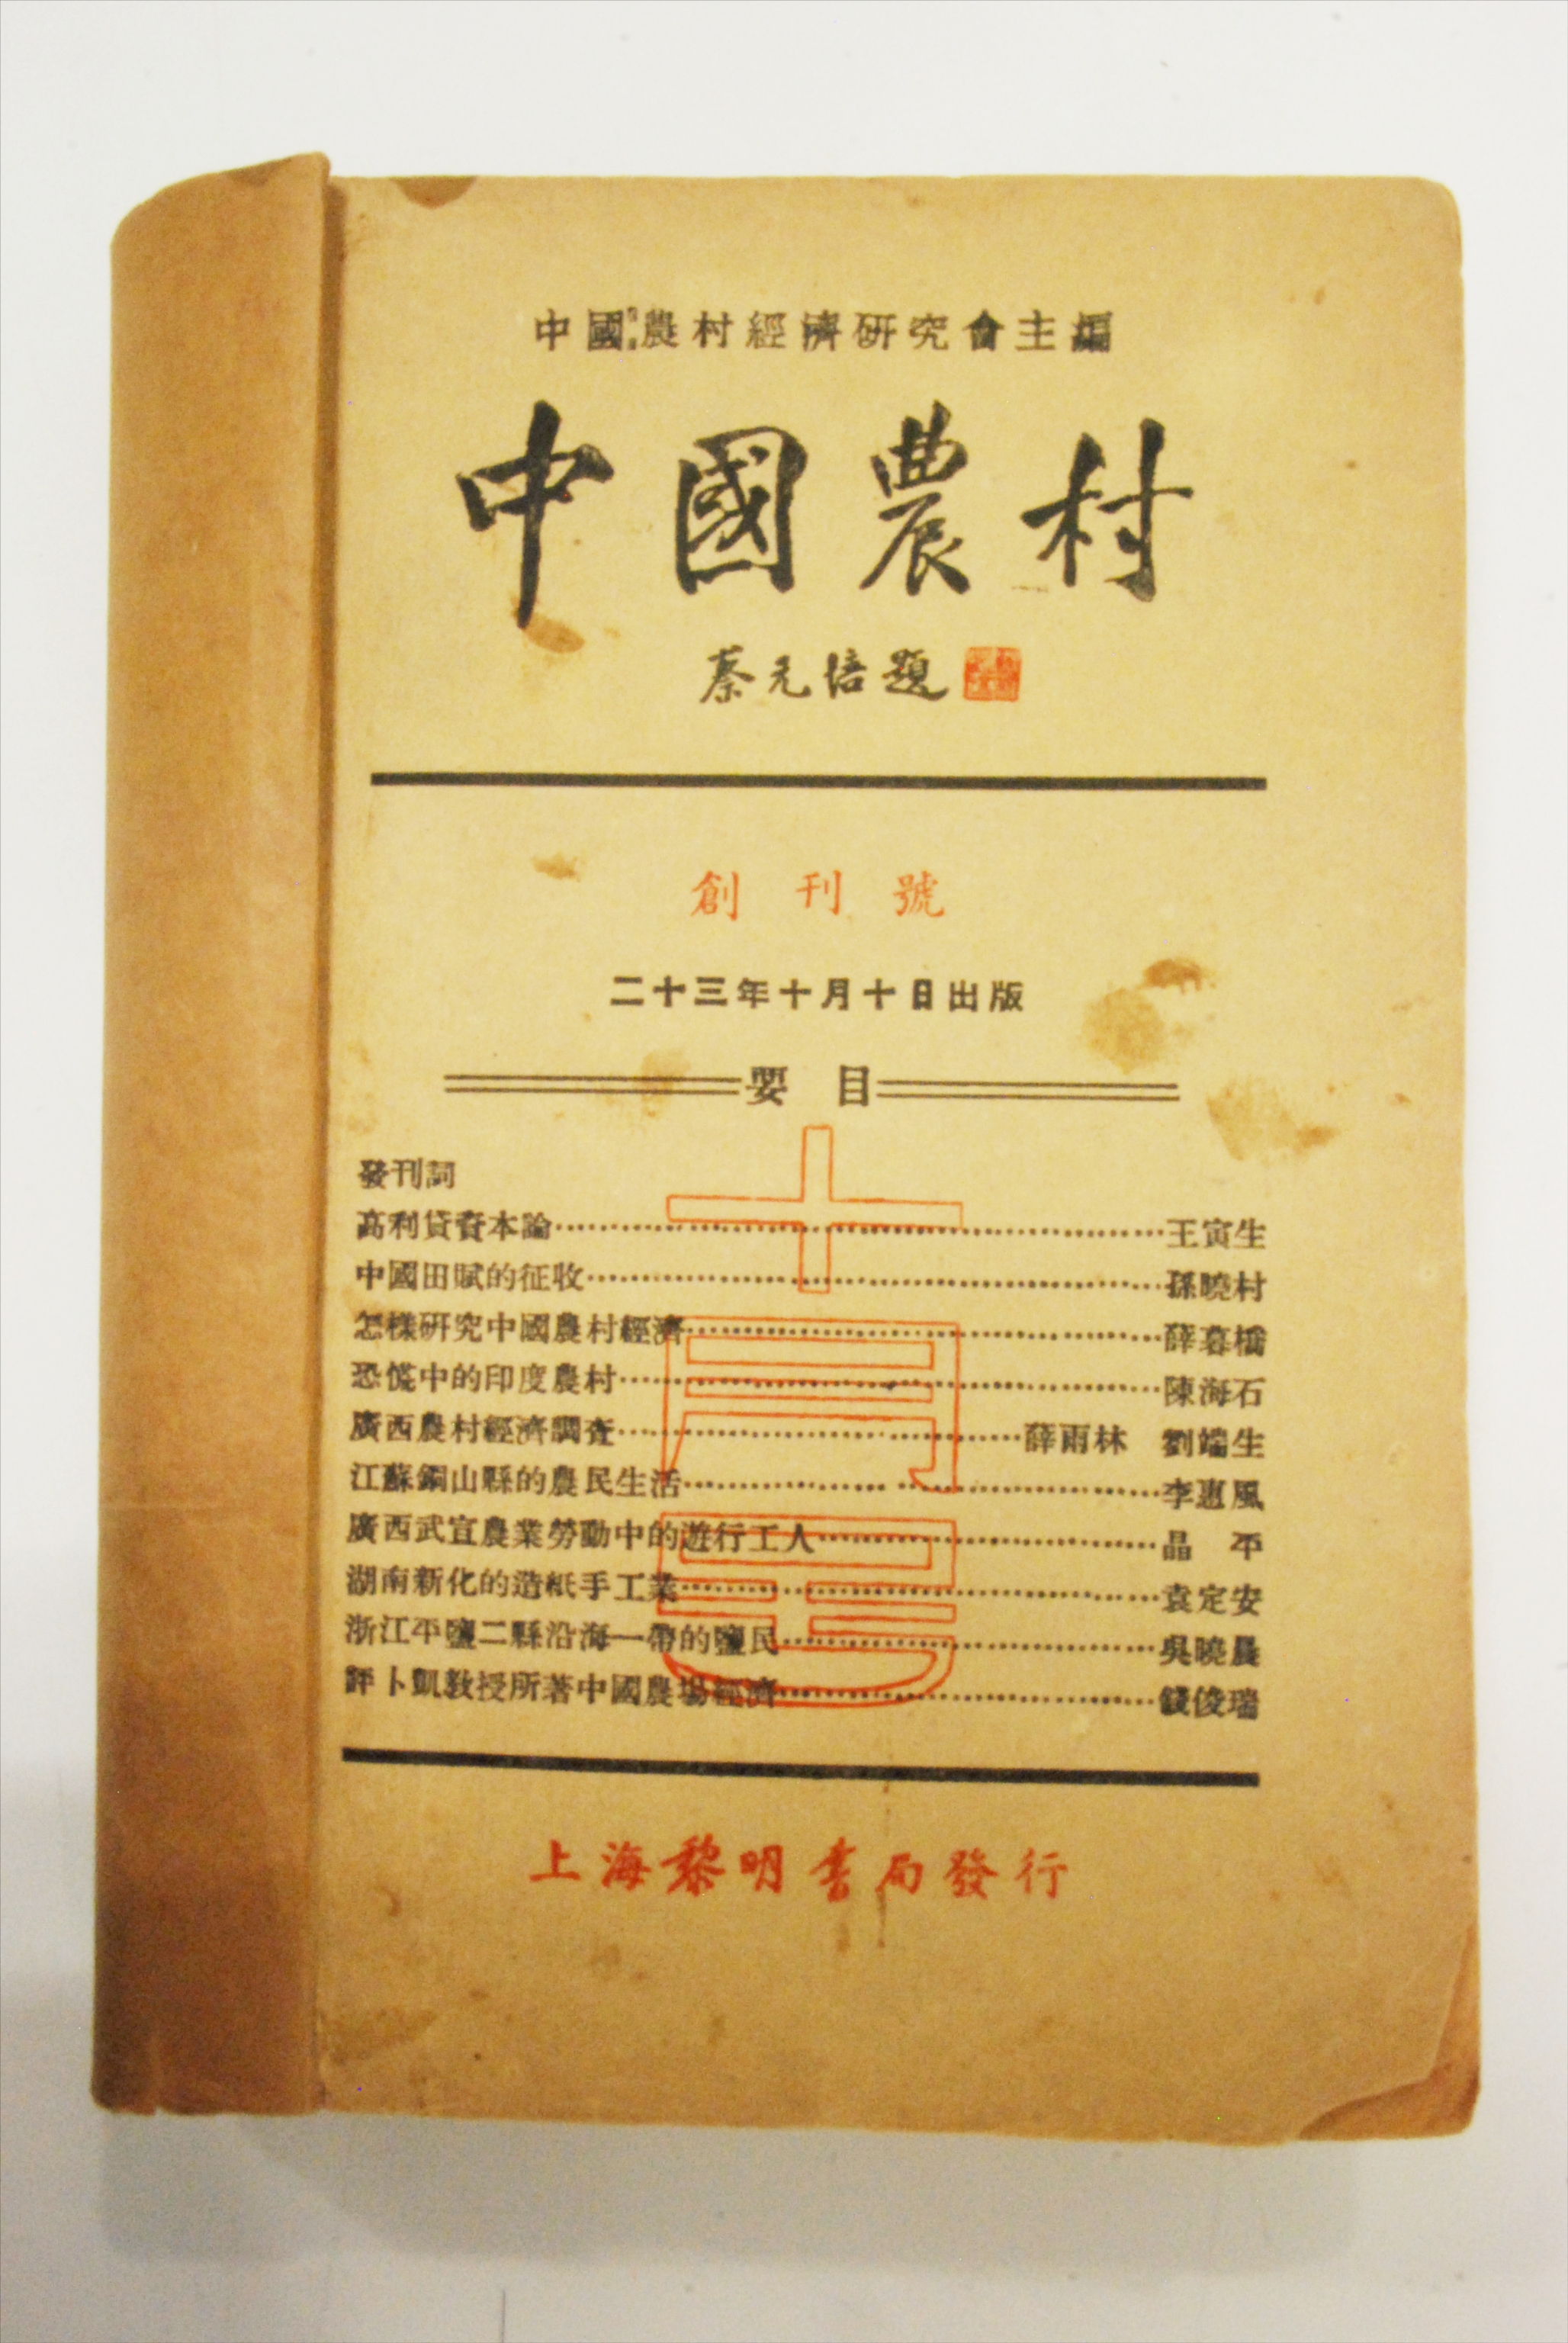 中國農村經濟研究會主編
中國農村
蔡元培題
創刊號
二十三年十月十日出版
要目
十月号
發刊詞
高利貸資本論……王寅生
中國田賦的征收……孫曉村
怎樣研究中國農村經濟……薛暮橋
恐慌中的印度農村……陳海石
廣西農村經濟調查……薛雨林 劉端生
江蘇銅山縣的農民生活……李惠風
廣西武宣農業勞動中的遊行工人……晶平
湖南新化的造紙手工業……袁定安
浙江平鹽二縣沿海一帶的鹽民……吳曉晨
評卜凱教授所著中國農場經濟……錢俊瑞
上海黎明書局發行